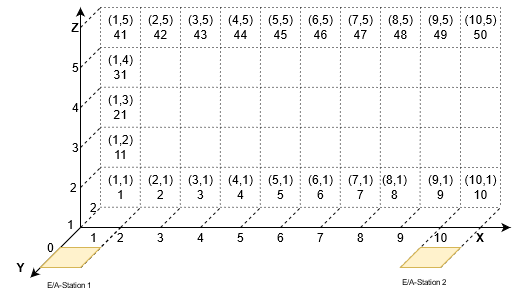 Z
(1,5) (2,5) (3,5) (4,5) (5,5) (6,5) (7,5) (8,5) (9,5) (10,5)
41 42 43 44 45 46 47 48 49 50
(1,4)
5
31
(1,3)
4
21
(1,2)
3
11
(1,1) (2,1) (3,1) (4,1) (5,1) (6,1) (7,1) (8,1) (9,1) (10,1)
2
1 2 3 4 5 6 7 8 9 10
2
1
1 2 3 4 5 6 7 8 9 10 X
0
Y
E/A-Station 1 E/A-Station 2